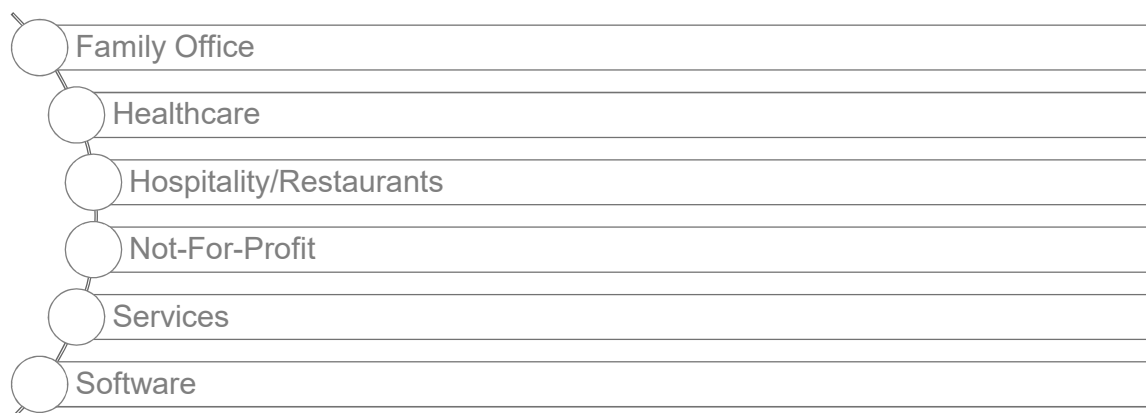 Family Office
Healthcare
Hospitality/Restaurants
Not-For-Profit
Services
Software